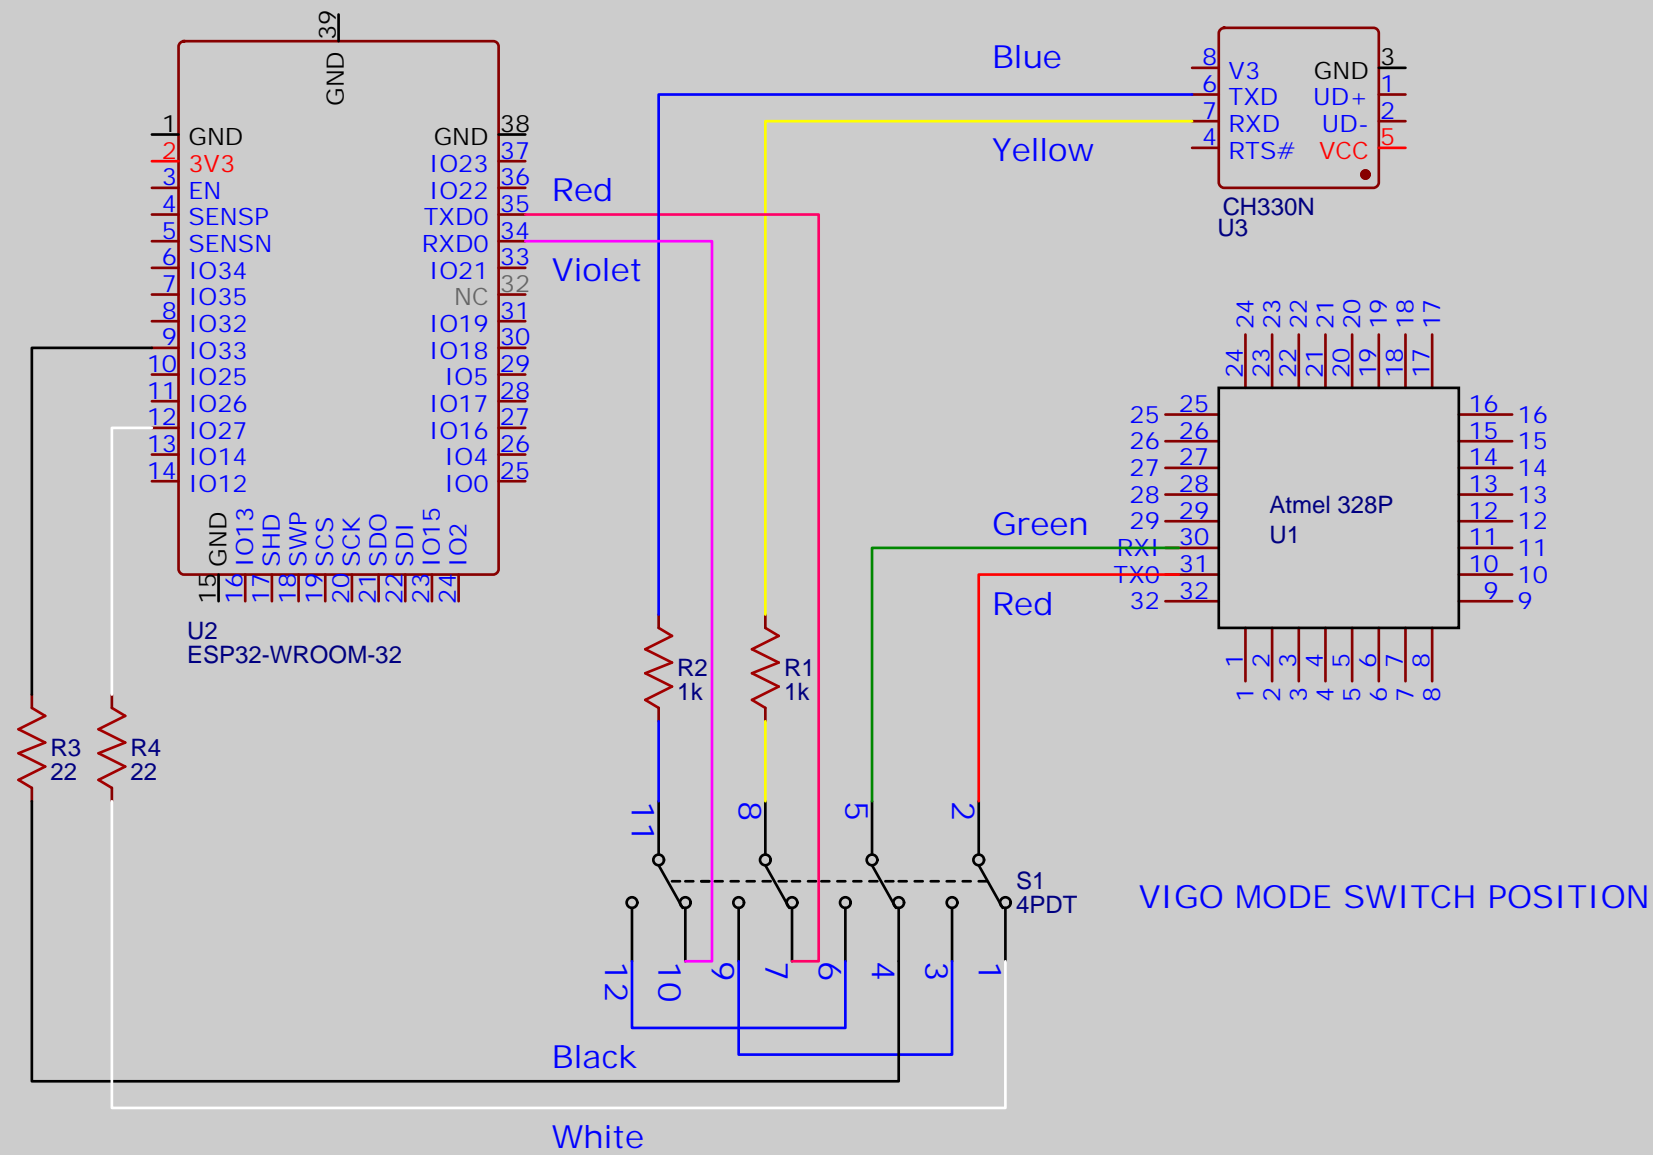 39
GND
1 GND
2 3V3
3 EN
4 SENSP
5 SENSN
6 IO34
7 IO35
8 IO32
9 IO33
10 IO25
11 IO26
12 IO27
13 IO14
14 IO12
GND 38
IO23 37
IO22 36
TXD0 35
RXD0 34
IO21 33
NC 32
IO19 31
IO18 30
IO5 29
IO17 28
IO16 27
IO4 26
IO0 25
15 GND
16 IO13
17 SHD
18 SWP
19 SCS
20 SCK
21 SDO
22 SDI
23 IO15
24 IO2
U2
ESP32-WROOM-32
Red
Violet
Blue
Yellow
8 V3
6 TXD
7 RXD
4 RTS#
GND 3
UD+ 1
UD- 2
VCC 5
CH330N
U3
24 23 22 21 20 19 18 17
24 23 22 21 20 19 18 17
25 25
26 26
27 27
28 28
29 29
RXI 30
TX0 31
32 32
16 16
15 15
14 14
13 13
12 12
11 11
10 10
9 9
Atmel 328P
U1
1 2 3 4 5 6 7 8
1 2 3 4 5 6 7 8
Green
Red
R2
1k
R1
1k
R3
22
R4
22
11 8 5 2
S1
4PDT
VIGO MODE SWITCH POSITION
12 10 9 7 6 4 3 1
Black
White